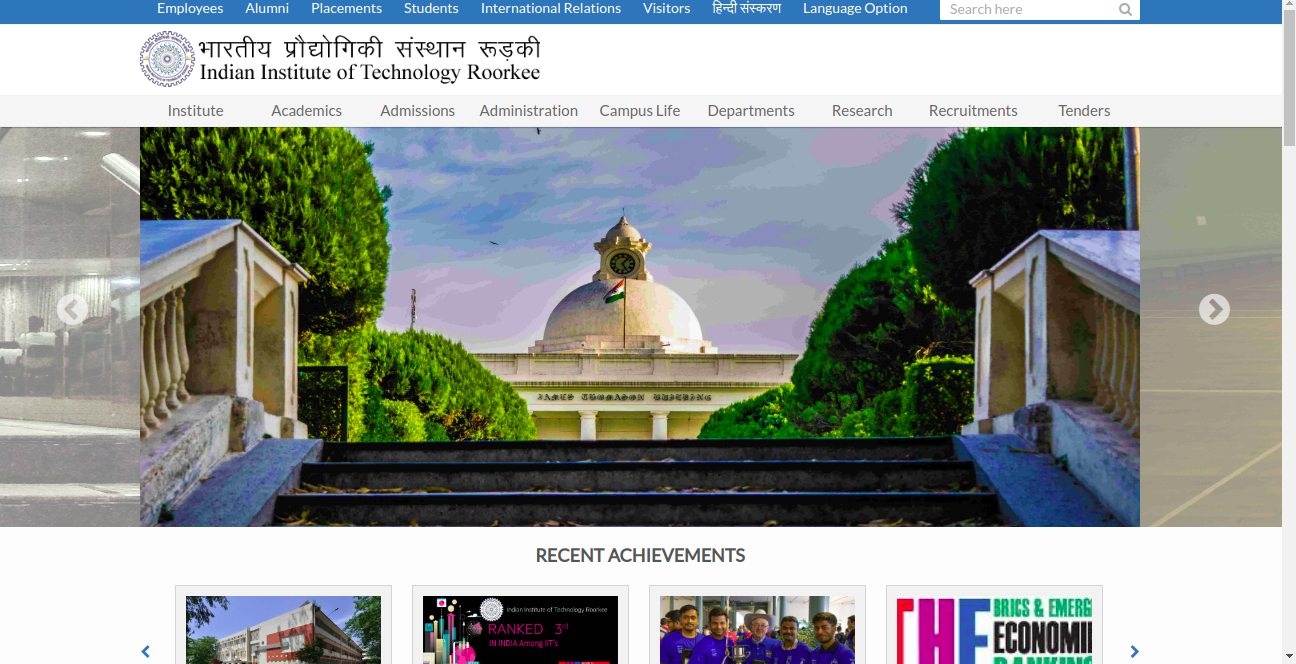 Employees Alumni Placements Students International Relations Visitors हिन्दी संस्करण Language Option Search here
भारतीय प्रौद्योगिकी संस्थान रूड़की
Indian Institute of Technology Roorkee
Institute Academics Admissions Administration Campus Life Departments Research Recruitments Tenders
JAMES THOMASON BUILDING
RECENT ACHIEVEMENTS
Indian Institute of Technology Roorkee
RANKED 3rd
IN INDIA Among IIT's
THE
BRICS & EMERG
ECONOMI
RANKING